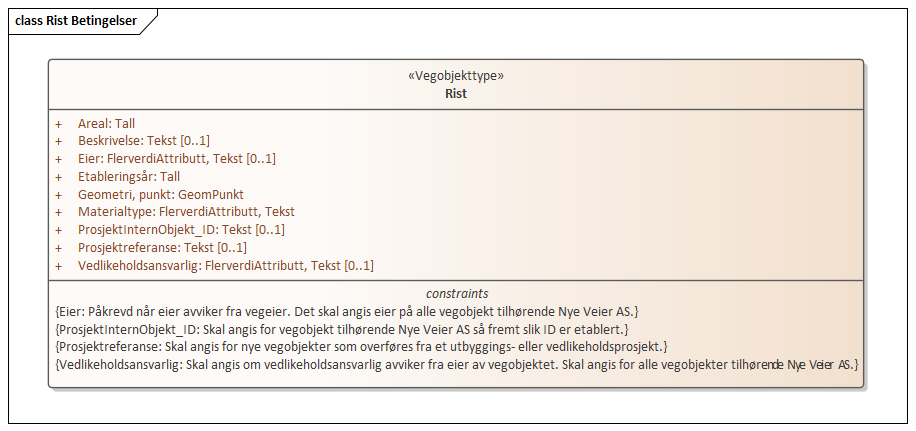 class Rist Betingelser
«Vegobjekttype»
Rist
+ Areal: Tall
+ Beskrivelse: Tekst [0..1]
+ Eier: FlerverdiAttributt, Tekst [0..1]
+ Etableringsår: Tall
+ Geometri, punkt: GeomPunkt
+ Materialtype: FlerverdiAttributt, Tekst
+ ProsjektInternObjekt_ID: Tekst [0..1]
+ Prosjektreferanse: Tekst [0..1]
+ Vedlikeholdsansvarlig: FlerverdiAttributt, Tekst [0..1]
constraints
{Eier: Påkrevd når eier avviker fra vegeier. Det skal angis eier på alle vegobjekt tilhørende Nye Veier AS.}
{ProsjektInternObjekt_ID: Skal angis for vegobjekt tilhørende Nye Veier AS så fremt slik ID er etablert.}
{Prosjektreferanse: Skal angis for nye vegobjekter som overføres fra et utbyggings- eller vedlikeholdsprosjekt.}
{Vedlikeholdsansvarlig: Skal angis om vedlikeholdsansvarlig avviker fra eier av vegobjektet. Skal angis for alle vegobjekter tilhørende Nye Veier AS.}